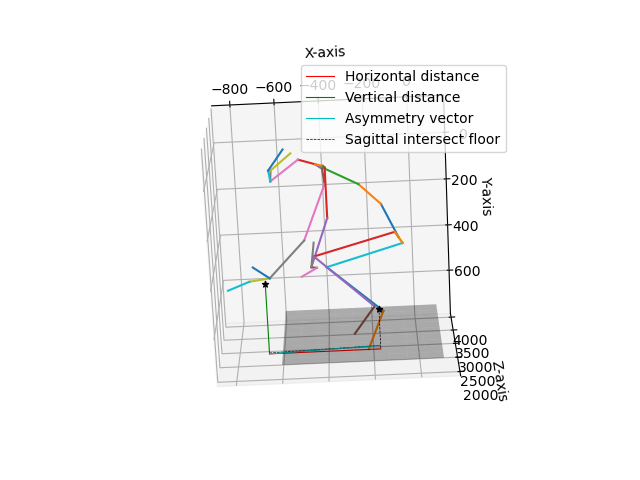 X-axis
−800 −600 −400 −200 0
Horizontal distance
Vertical distance
Asymmetry vector
Sagittal intersect floor
0
200
400
600
Y-axis
4000
3500
3000
2500
2000
Z-axis